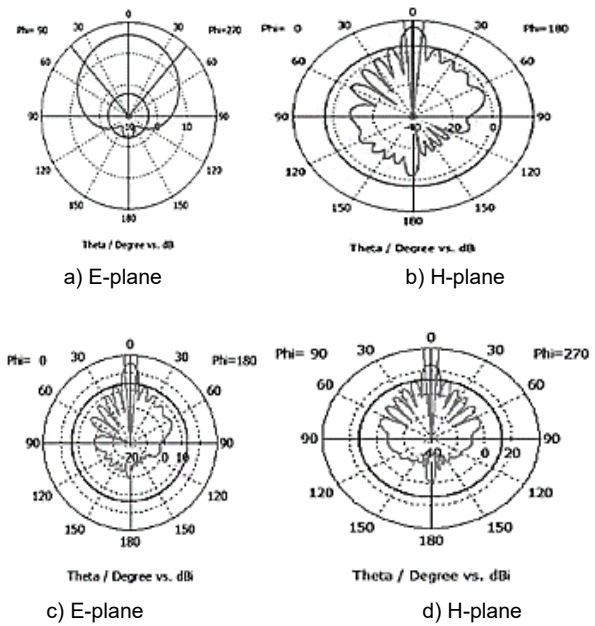 0
Phi= 90 30 30 Phi=270
60 60
90 10 90
120 120
150 150
180
Theta / Degree vs. dBi
a) E-plane
0
Phi= 0 30 30 Phi=180
60 60
90 -40 -20 0 90
120 120
150 150
180
Theta / Degree vs. dBi
b) H-plane
0
Phi= 0 30 30 Phi=180
60 60
90 -20 0 10 90
120 120
150 150
180
Theta / Degree vs. dBi
c) E-plane
0
Phi= 90 30 30 Phi=270
60 60
90 -40 0 20 90
120 120
150 150
180
Theta / Degree vs. dBi
d) H-plane